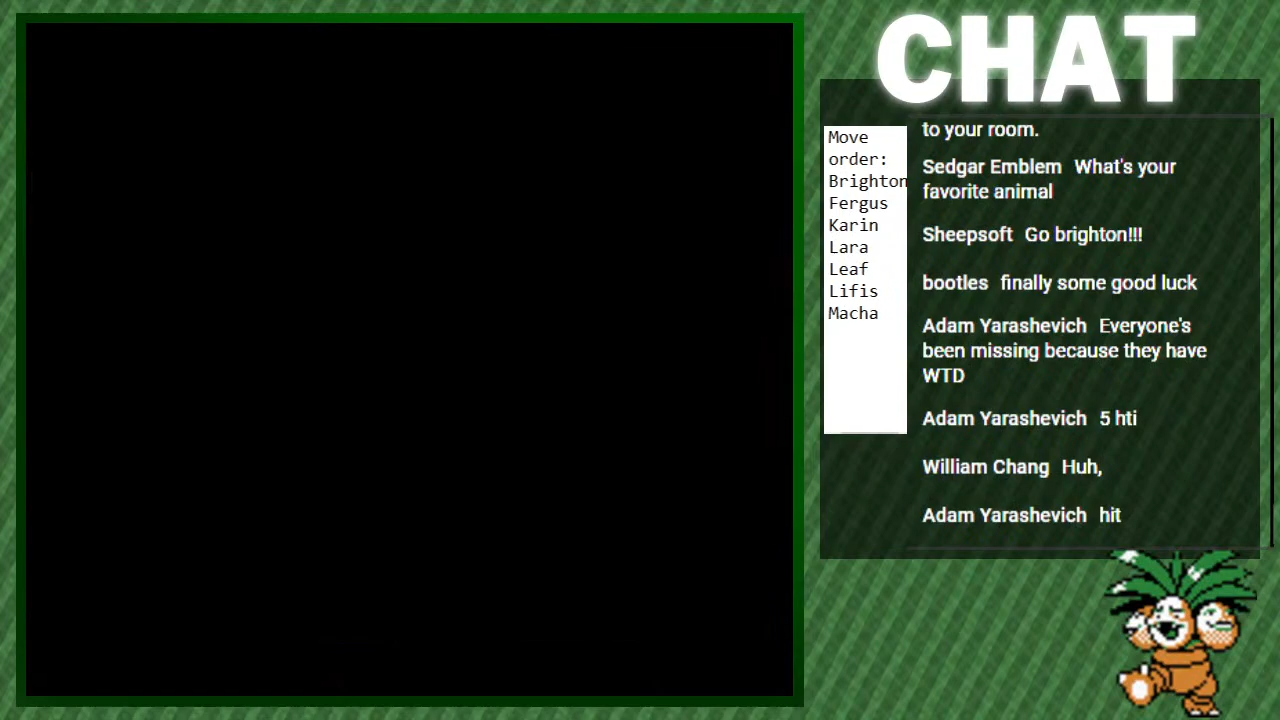 CHAT
Move
order:
Brighton
Fergus
Karin
Lara
Leaf
Lifis
Macha
to your room.
Sedgar Emblem What's your
favorite animal
Sheepsoft Go brighton!!!
bootles finally some good luck
Adam Yarashevich Everyone's
been missing because they have
WTD
Adam Yarashevich 5 hti
William Chang Huh,
Adam Yarashevich hit